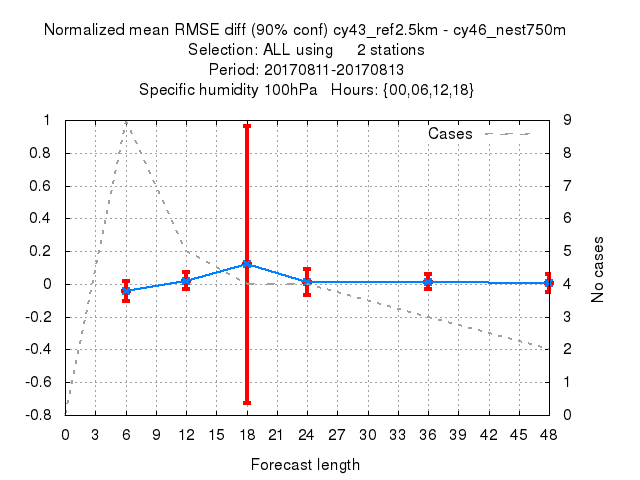 Normalized mean RMSE diff (90% conf) cy43_ref2.5km - cy46_nest750m
Selection: ALL using     2 stations
Period: 20170811-20170813
Specific humidity 100hPa   Hours: {00,06,12,18}
Cases
1
0.8
0.6
0.4
0.2
0
-0.2
-0.4
-0.6
-0.8
9
8
7
6
5
4
3
2
1
0
No cases
0 3 6 9 12 15 18 21 24 27 30 33 36 39 42 45 48
Forecast length